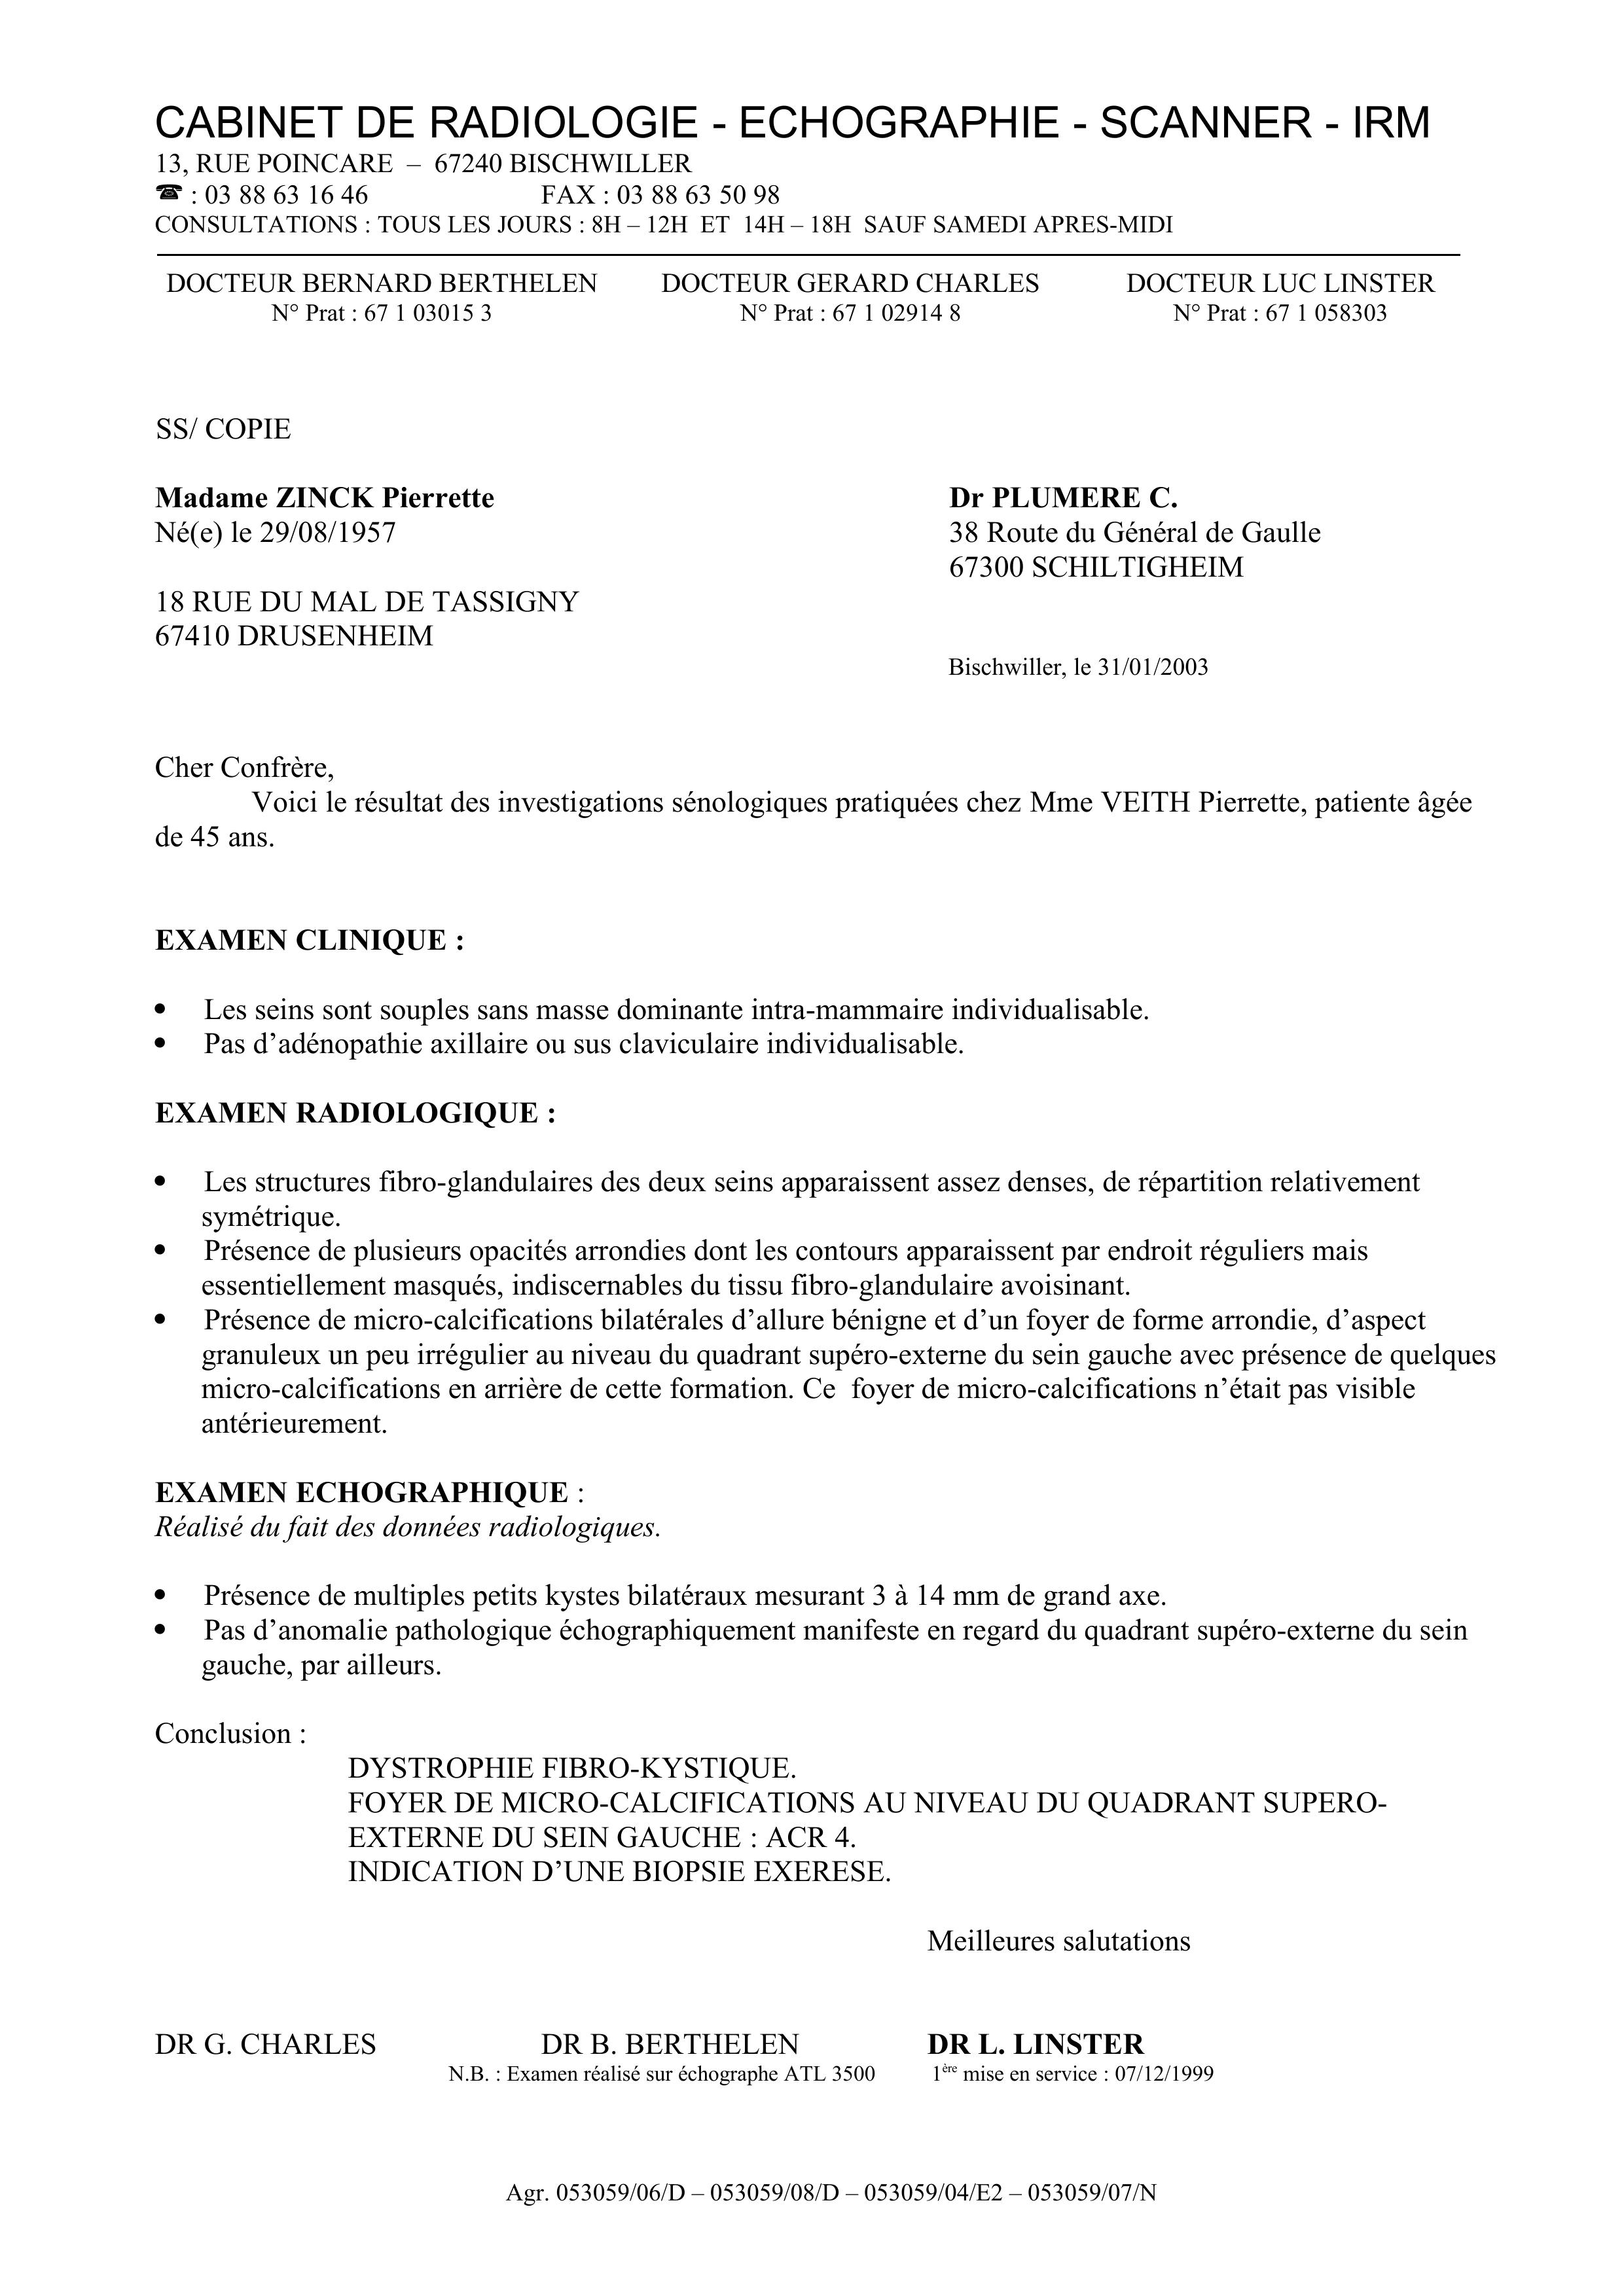 CABINET DE RADIOLOGIE - ECHOGRAPHIE - SCANNER - IRM
13, RUE POINCARE – 67240 BISCHWILLER
☎ : 03 88 63 16 46 FAX : 03 88 63 50 98
CONSULTATIONS : TOUS LES JOURS : 8H – 12H ET 14H – 18H SAUF SAMEDI APRES-MIDI
DOCTEUR BERNARD BERTHELEN DOCTEUR GERARD CHARLES DOCTEUR LUC LINSTER
N° Prat : 67 1 03015 3 N° Prat : 67 1 02914 8 N° Prat : 67 1 058303
SS/ COPIE
Madame ZINCK Pierrette Dr PLUMERE C.
Né(e) le 29/08/1957 38 Route du Général de Gaulle
67300 SCHILTIGHEIM
18 RUE DU MAL DE TASSIGNY
67410 DRUSENHEIM
Bischwiller, le 31/01/2003
Cher Confrère,
Voici le résultat des investigations sénologiques pratiquées chez Mme VEITH Pierrette, patiente âgée
de 45 ans.
EXAMEN CLINIQUE :
• Les seins sont souples sans masse dominante intra-mammaire individualisable.
• Pas d’adénopathie axillaire ou sus claviculaire individualisable.
EXAMEN RADIOLOGIQUE :
• Les structures fibro-glandulaires des deux seins apparaissent assez denses, de répartition relativement
symétrique.
• Présence de plusieurs opacités arrondies dont les contours apparaissent par endroit réguliers mais
essentiellement masqués, indiscernables du tissu fibro-glandulaire avoisinant.
• Présence de micro-calcifications bilatérales d’allure bénigne et d’un foyer de forme arrondie, d’aspect
granuleux un peu irrégulier au niveau du quadrant supéro-externe du sein gauche avec présence de quelques
micro-calcifications en arrière de cette formation. Ce foyer de micro-calcifications n’était pas visible
antérieurement.
EXAMEN ECHOGRAPHIQUE :
Réalisé du fait des données radiologiques.
• Présence de multiples petits kystes bilatéraux mesurant 3 à 14 mm de grand axe.
• Pas d’anomalie pathologique échographiquement manifeste en regard du quadrant supéro-externe du sein
gauche, par ailleurs.
Conclusion :
DYSTROPHIE FIBRO-KYSTIQUE.
FOYER DE MICRO-CALCIFICATIONS AU NIVEAU DU QUADRANT SUPERO-
EXTERNE DU SEIN GAUCHE : ACR 4.
INDICATION D’UNE BIOPSIE EXERESE.
Meilleures salutations
DR G. CHARLES DR B. BERTHELEN DR L. LINSTER
N.B. : Examen réalisé sur échographe ATL 3500 1ère mise en service : 07/12/1999
Agr. 053059/06/D – 053059/08/D – 053059/04/E2 – 053059/07/N